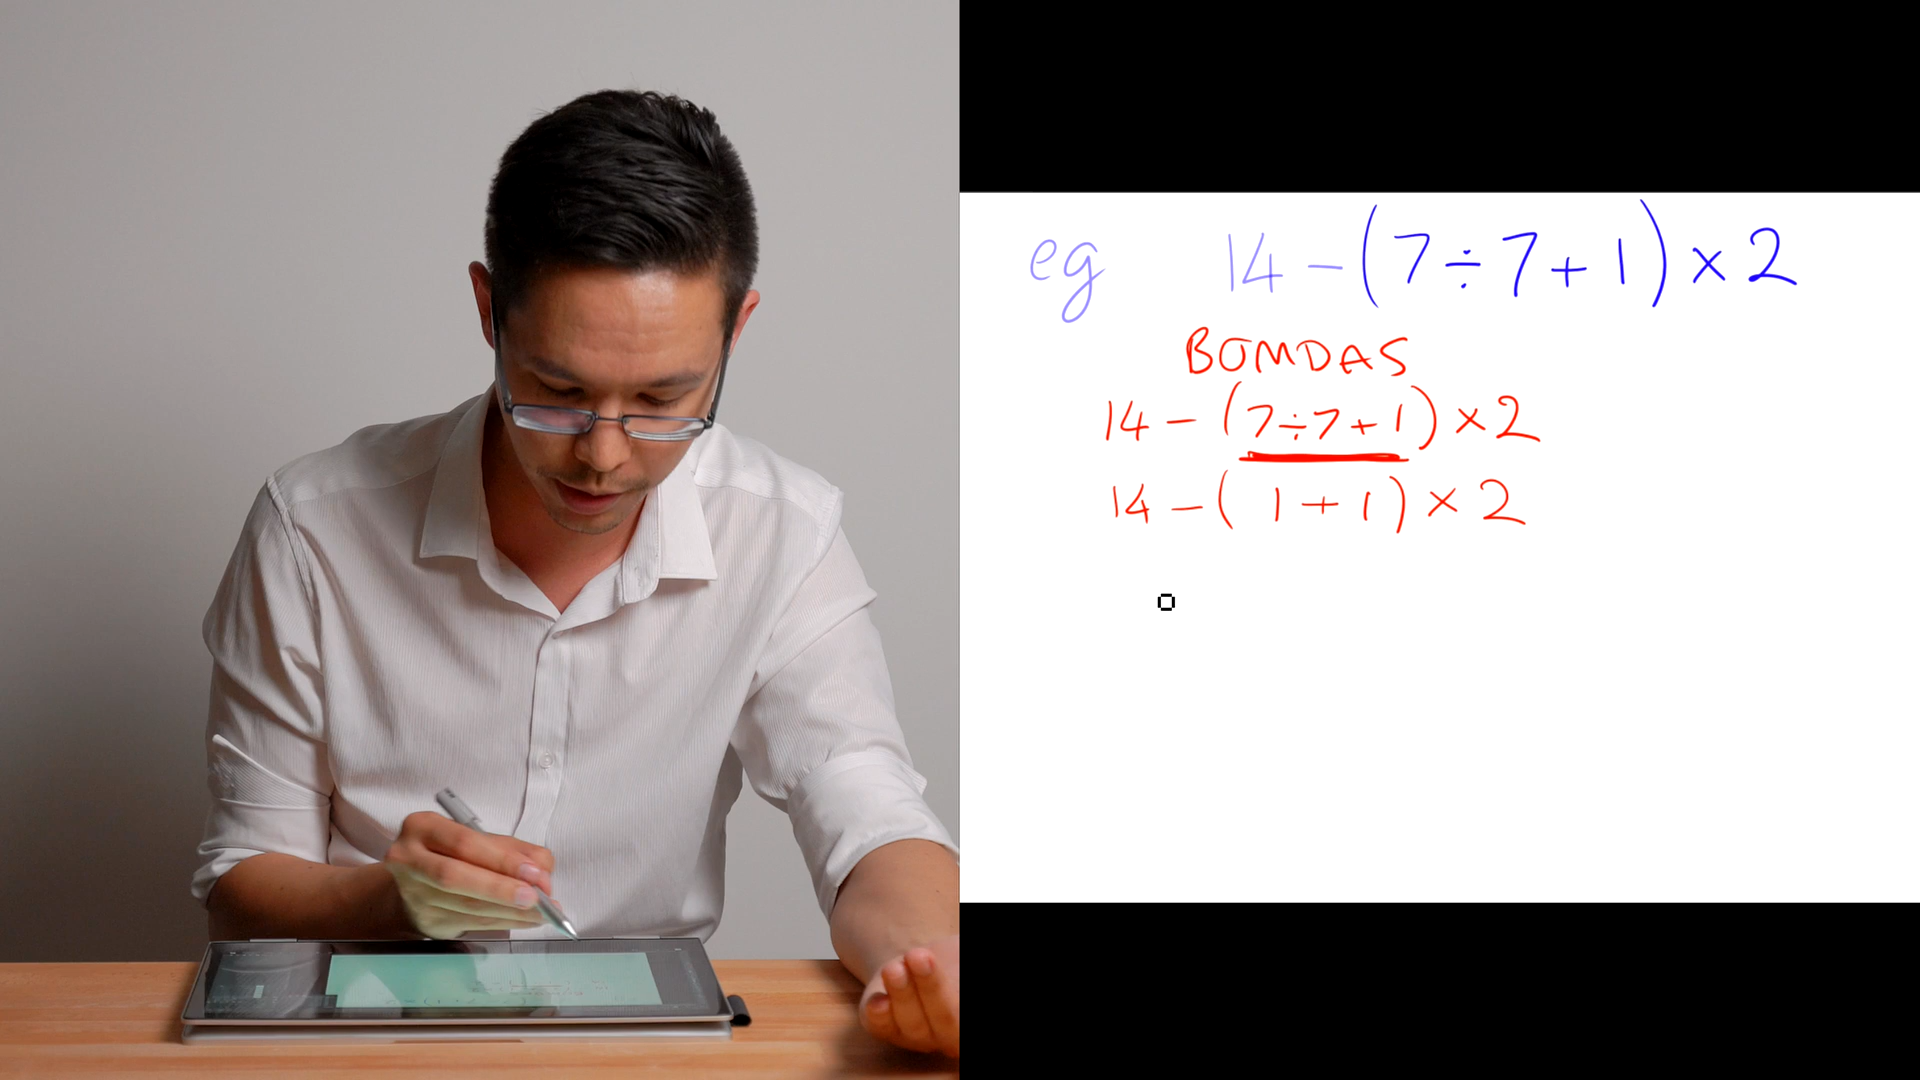 eg 14 - (7 ÷ 7 + 1) × 2
BOMDAS
14 - (7 ÷ 7 + 1) × 2
14 - ( 1 + 1) × 2